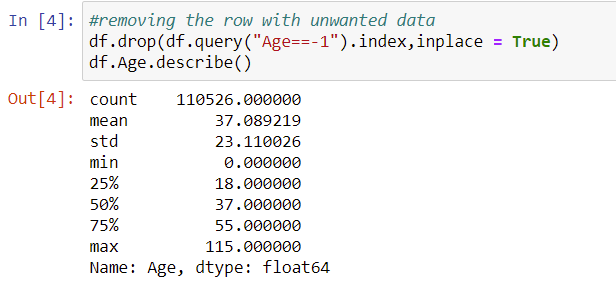 In [4]: #removing the row with unwanted data
df.drop(df.query("Age==-1").index,inplace = True)
df.Age.describe()
Out[4]: count 110526.000000
mean 37.089219
std 23.110026
min 0.000000
25% 18.000000
50% 37.000000
75% 55.000000
max 115.000000
Name: Age, dtype: float64